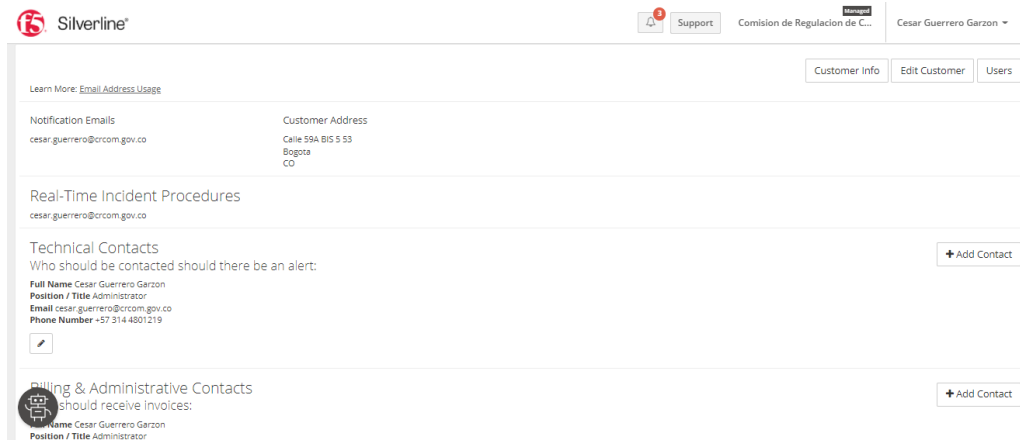 f5 Silverline®
3
Support
Managed
Comision de Regulacion de C...
Cesar Guerrero Garzon
Customer Info
Edit Customer
Users
Learn More: Email Address Usage
Notification Emails
cesar.guerrero@crcom.gov.co
Customer Address
Calle 59A BIS 5 53
Bogota
CO
Real-Time Incident Procedures
cesar.guerrero@crcom.gov.co
Technical Contacts
Who should be contacted should there be an alert:
+ Add Contact
Full Name Cesar Guerrero Garzon
Position / Title Administrator
Email cesar.guerrero@crcom.gov.co
Phone Number +57 314 4801219
Billing & Administrative Contacts
should receive invoices:
+ Add Contact
Name Cesar Guerrero Garzon
Position / Title Administrator